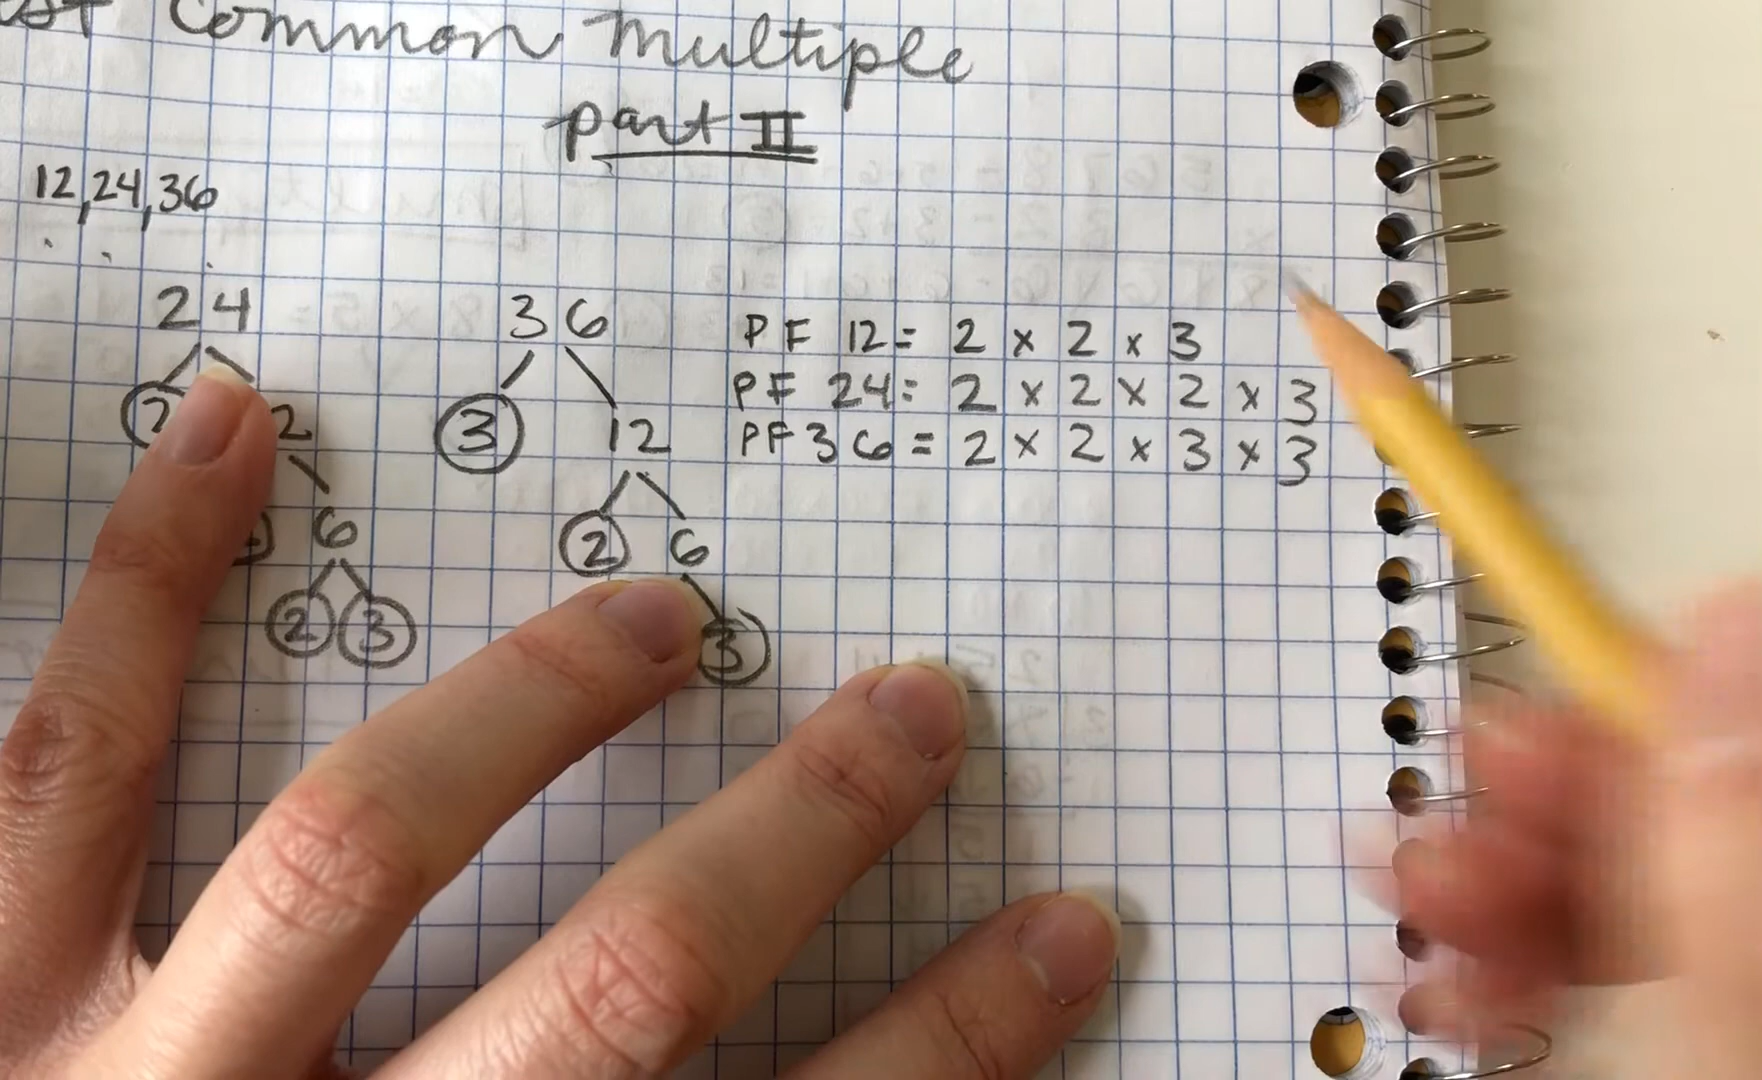 Common Multiple
part II
12,24,36
24 36
PF 12= 2 x 2 x 3
PF 24= 2 x 2 x 2 x 3
PF 36 = 2 x 2 x 3 x 3
2 2 3 12
6 2 6
2 3 3